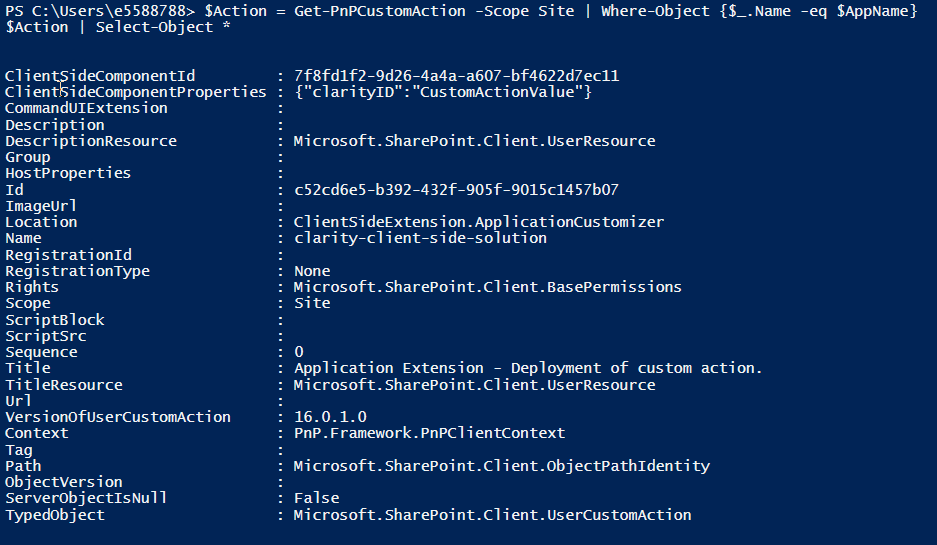 PS C:\Users\e5588788> $Action = Get-PnPCustomAction -Scope Site | Where-Object {$_.Name -eq $AppName}
$Action | Select-Object *
ClientSideComponentId : 7f8fd1f2-9d26-4a4a-a607-bf4622d7ec11
ClientSideComponentProperties : {"clarityID":"CustomActionValue"}
CommandUIExtension :
Description :
DescriptionResource : Microsoft.SharePoint.Client.UserResource
Group :
HostProperties :
Id : c52cd6e5-b392-432f-905f-9015c1457b07
ImageUrl :
Location : ClientSideExtension.ApplicationCustomizer
Name : clarity-client-side-solution
RegistrationId :
RegistrationType : None
Rights : Microsoft.SharePoint.Client.BasePermissions
Scope : Site
ScriptBlock :
ScriptSrc :
Sequence : 0
Title : Application Extension - Deployment of custom action.
TitleResource : Microsoft.SharePoint.Client.UserResource
Url :
VersionOfUserCustomAction : 16.0.1.0
Context : PnP.Framework.PnPClientContext
Tag :
Path : Microsoft.SharePoint.Client.ObjectPathIdentity
ObjectVersion :
ServerObjectIsNull : False
TypedObject : Microsoft.SharePoint.Client.UserCustomAction